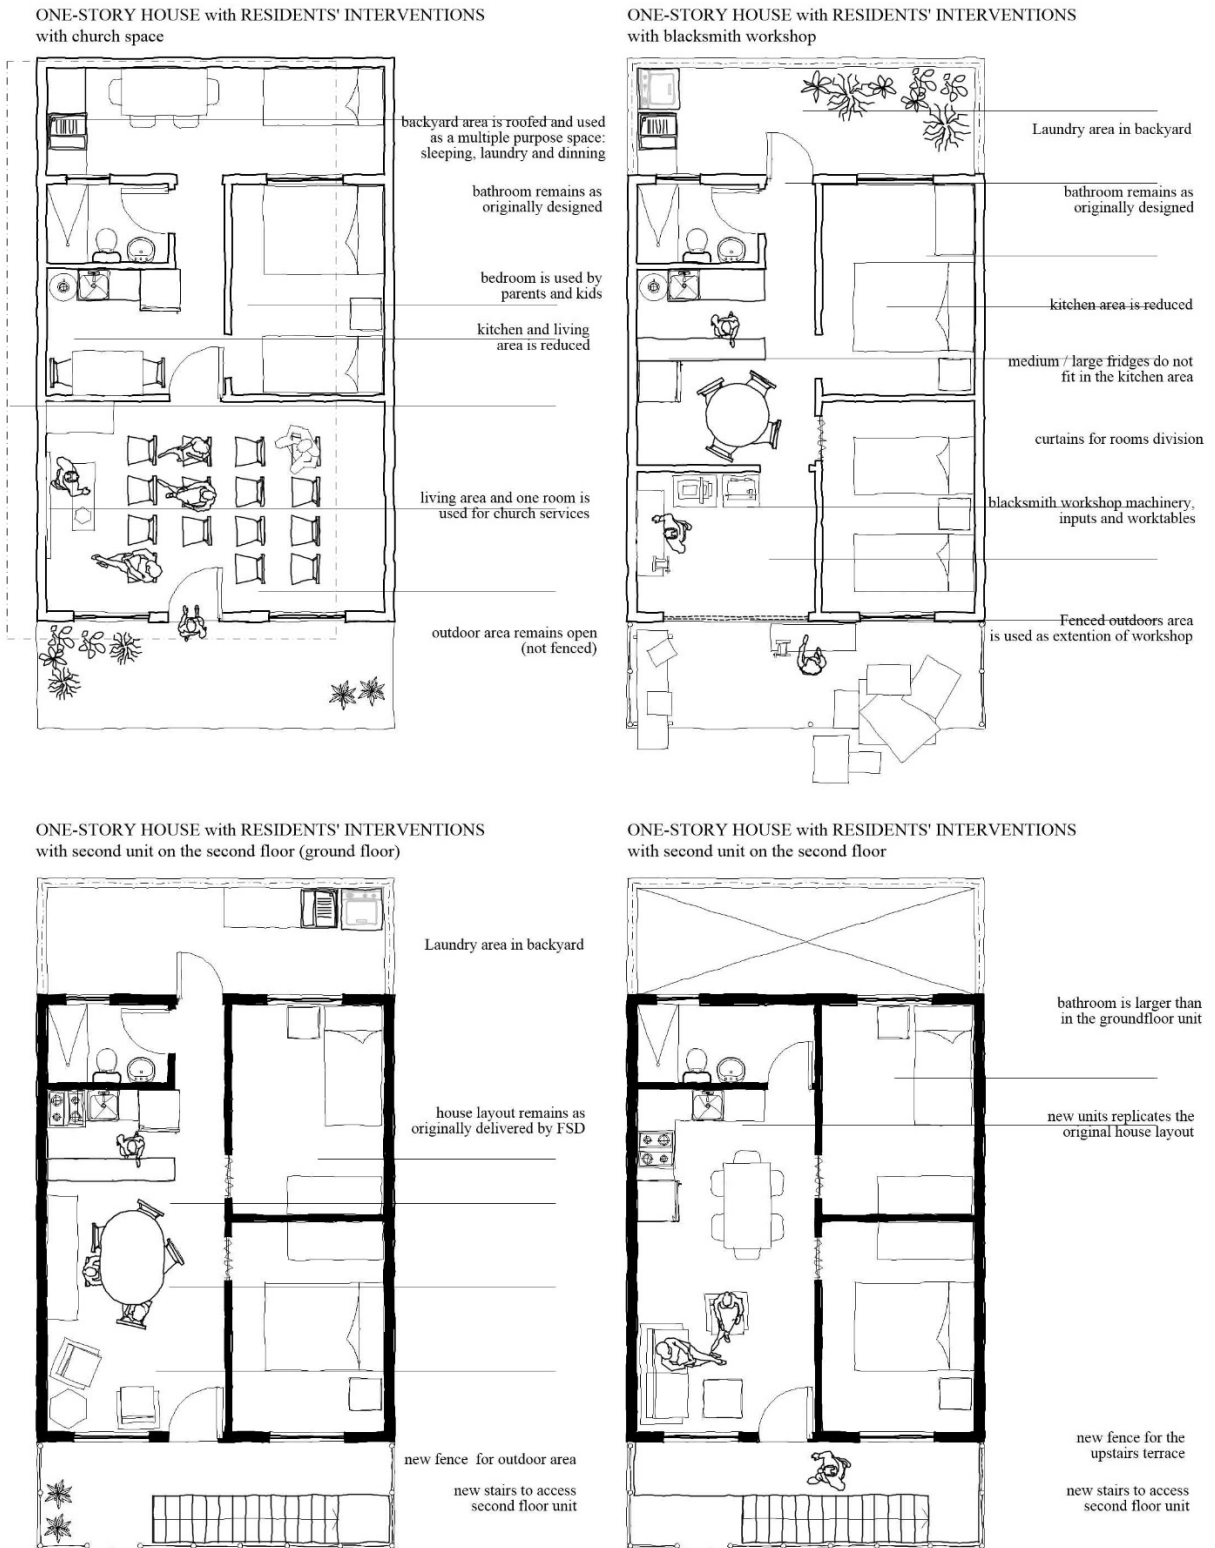 ONE-STORY HOUSE with RESIDENTS' INTERVENTIONS
with church space
backyard area is roofed and used
as a multiple purpose space:
sleeping, laundry and dinning
bathroom remains as
originally designed
bedroom is used by
parents and kids
kitchen and living
area is reduced
living area and one room is
used for church services
outdoor area remains open
(not fenced)
ONE-STORY HOUSE with RESIDENTS' INTERVENTIONS
with blacksmith workshop
Laundry area in backyard
bathroom remains as
originally designed
kitchen area is reduced
medium / large fridges do not
fit in the kitchen area
curtains for rooms division
blacksmith workshop machinery,
inputs and worktables
Fenced outdoors area
is used as extention of workshop
ONE-STORY HOUSE with RESIDENTS' INTERVENTIONS
with second unit on the second floor (ground floor)
Laundry area in backyard
house layout remains as
originally delivered by FSD
new fence for outdoor area
new stairs to access
second floor unit
ONE-STORY HOUSE with RESIDENTS' INTERVENTIONS
with second unit on the second floor
bathroom is larger than
in the groundfloor unit
new units replicates the
original house layout
new fence for the
upstairs terrace
new stairs to access
second floor unit